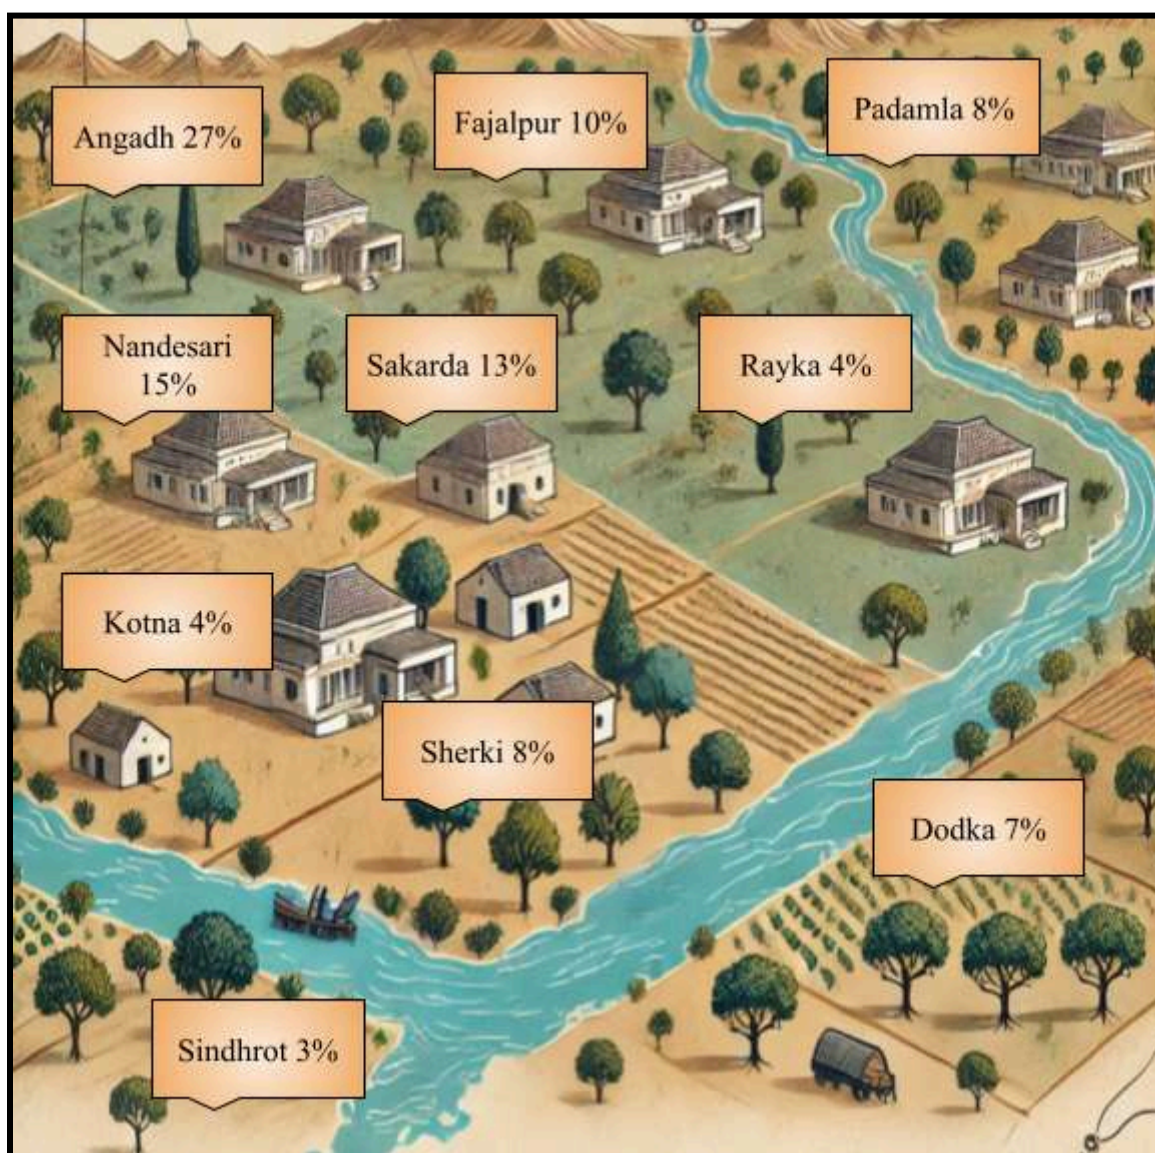 Angadh 27%
Fajalpur 10%
Padamla 8%
Nandesari
15%
Sakarda 13%
Rayka 4%
Kotna 4%
Sherki 8%
Dodka 7%
Sindhrot 3%